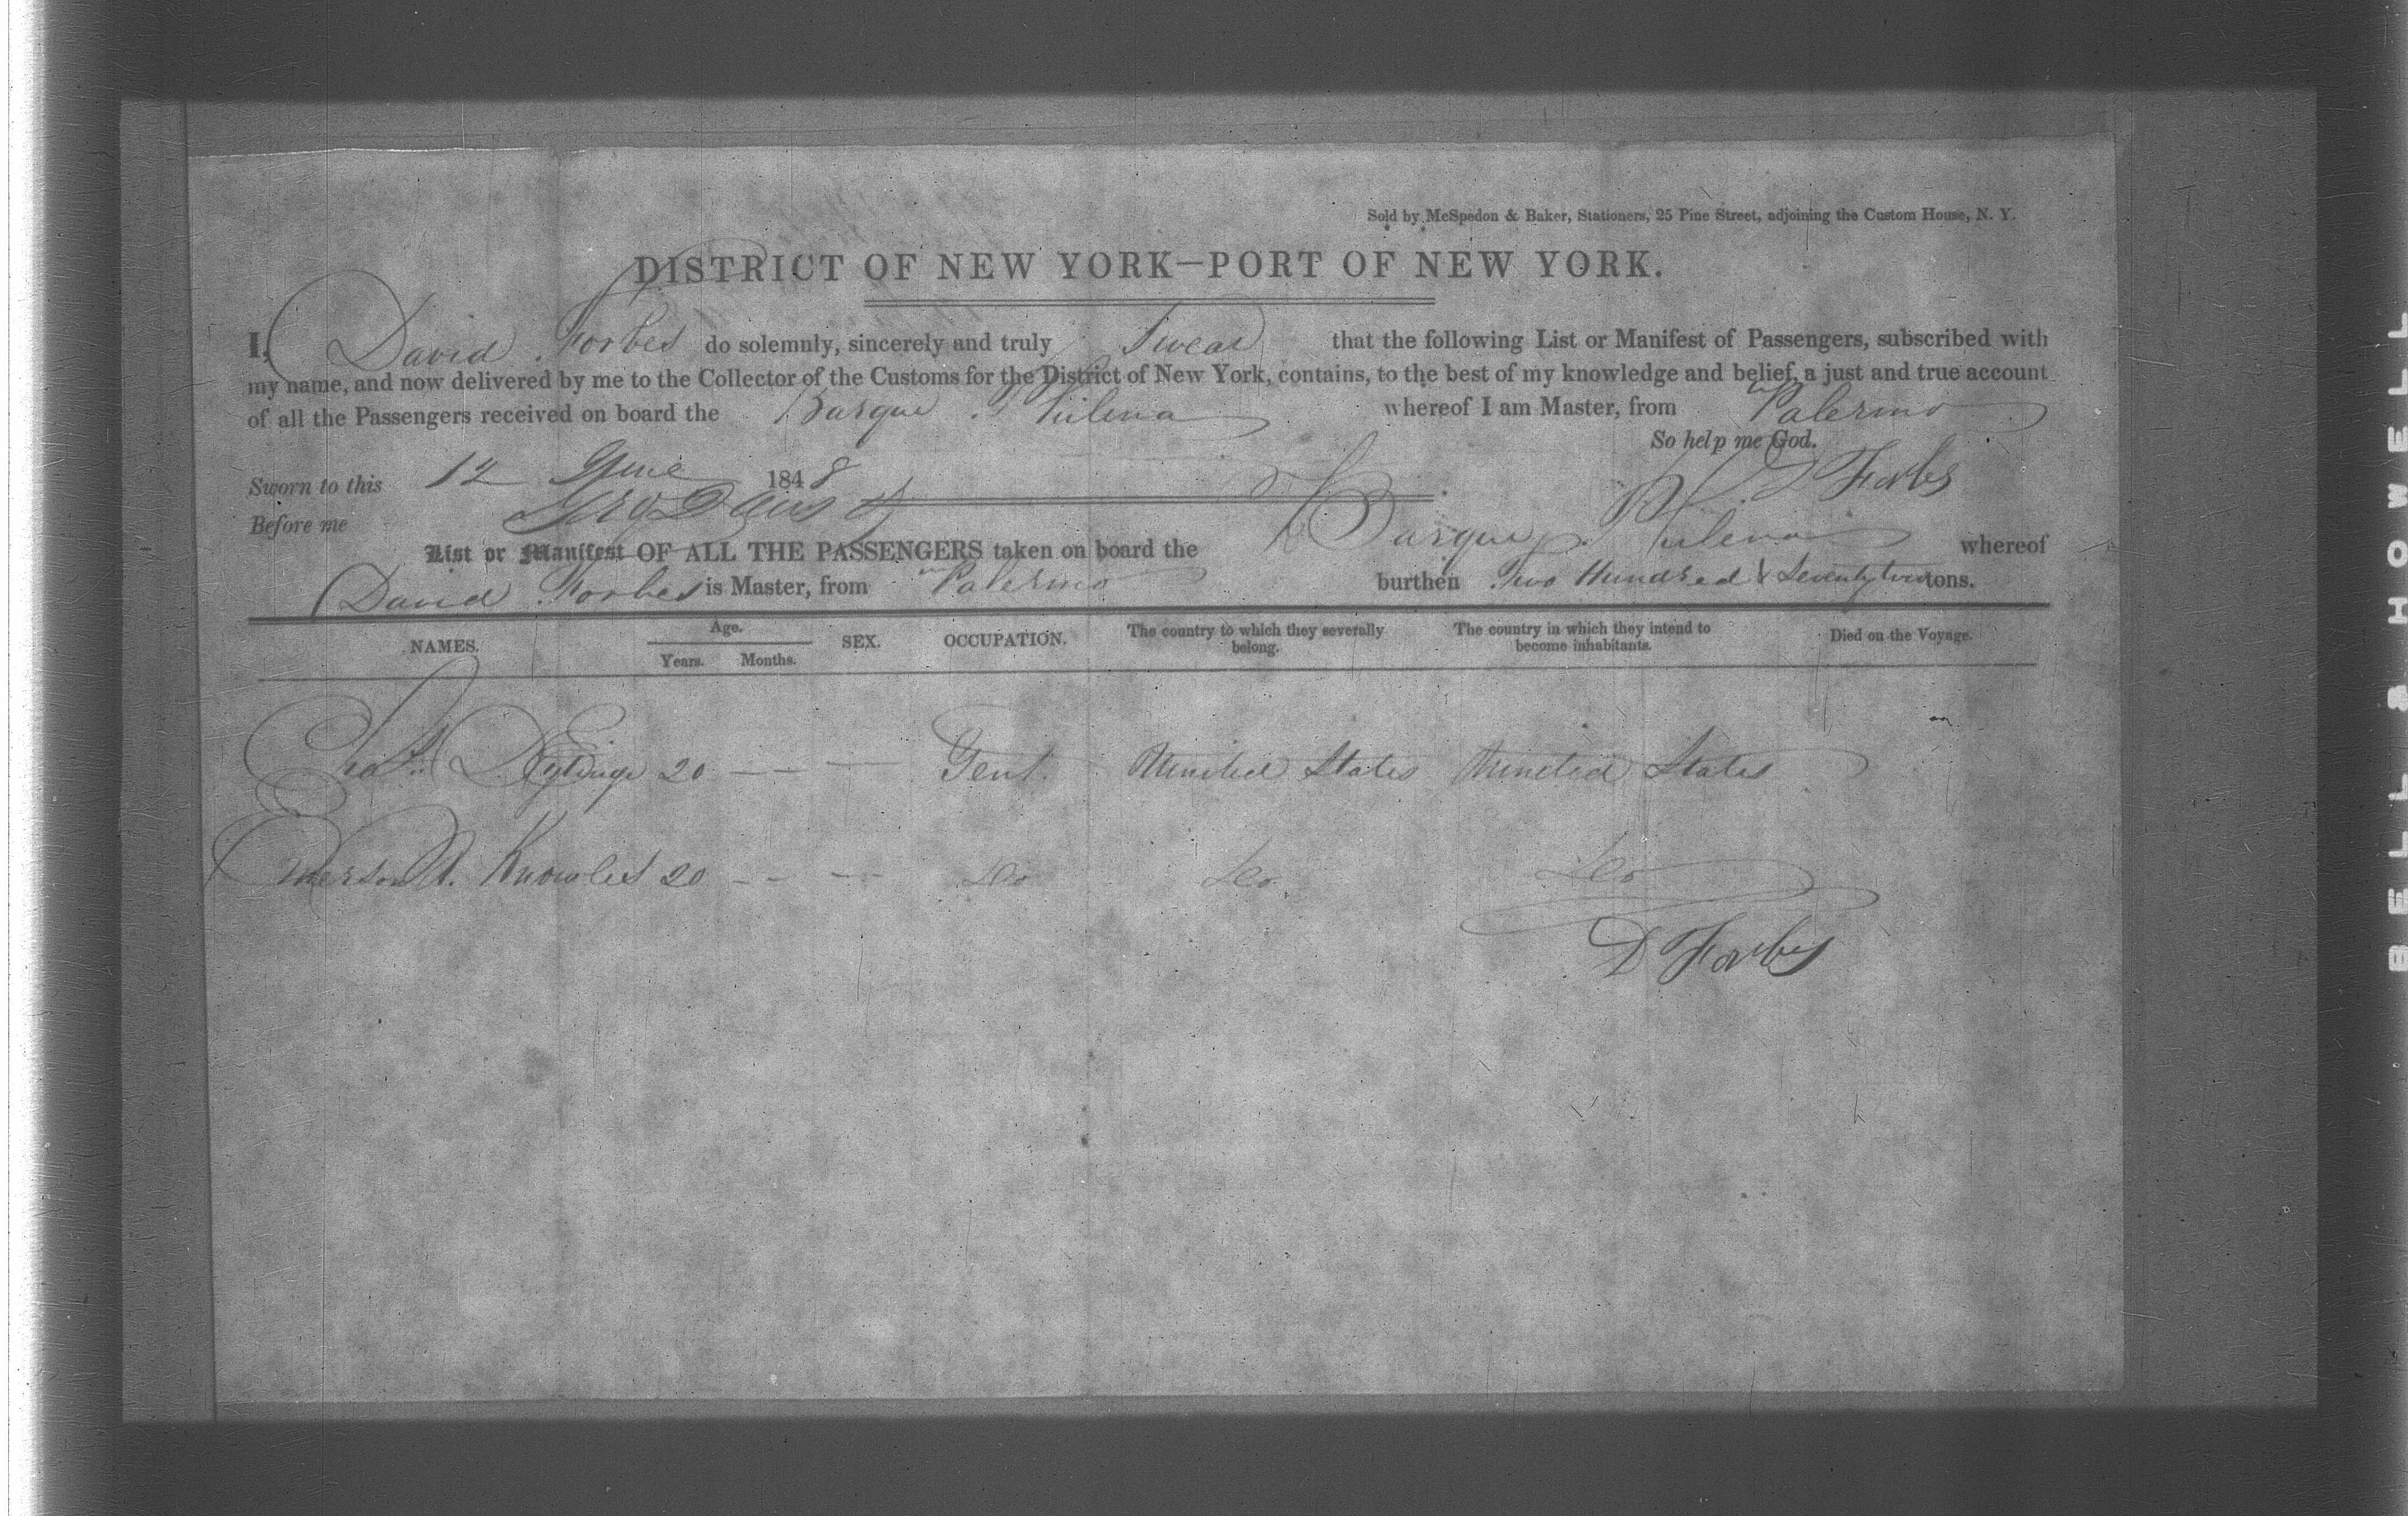 Sold by McSpedon & Baker, Stationers, 25 Pine Street, adjoining the Custom House, N. Y.
DISTRICT OF NEW YORK—PORT OF NEW YORK.
I, David Forbes do solemnly, sincerely and truly Swear that the following List or Manifest of Passengers, subscribed with
my name, and now delivered by me to the Collector of the Customs for the District of New York, contains, to the best of my knowledge and belief, a just and true account
of all the Passengers received on board the Barque Philena whereof I am Master, from Palermo
So help me God.
Sworn to this 12 June 1848 D Forbes
Before me
List or Manifest OF ALL THE PASSENGERS taken on board the Barque Philena whereof
David Forbes is Master, from Palermo burthen Two Hundred & Seventy two tons.
NAMES. Age. SEX. OCCUPATION. The country to which they severally belong. The country in which they intend to become inhabitants. Died on the Voyage.
Years. Months.
Chas. 20 — — — Gent. United States United States
Emerson A. Knowles 20 — — — Do Do. Do
D Forbes
BELL & HOWELL